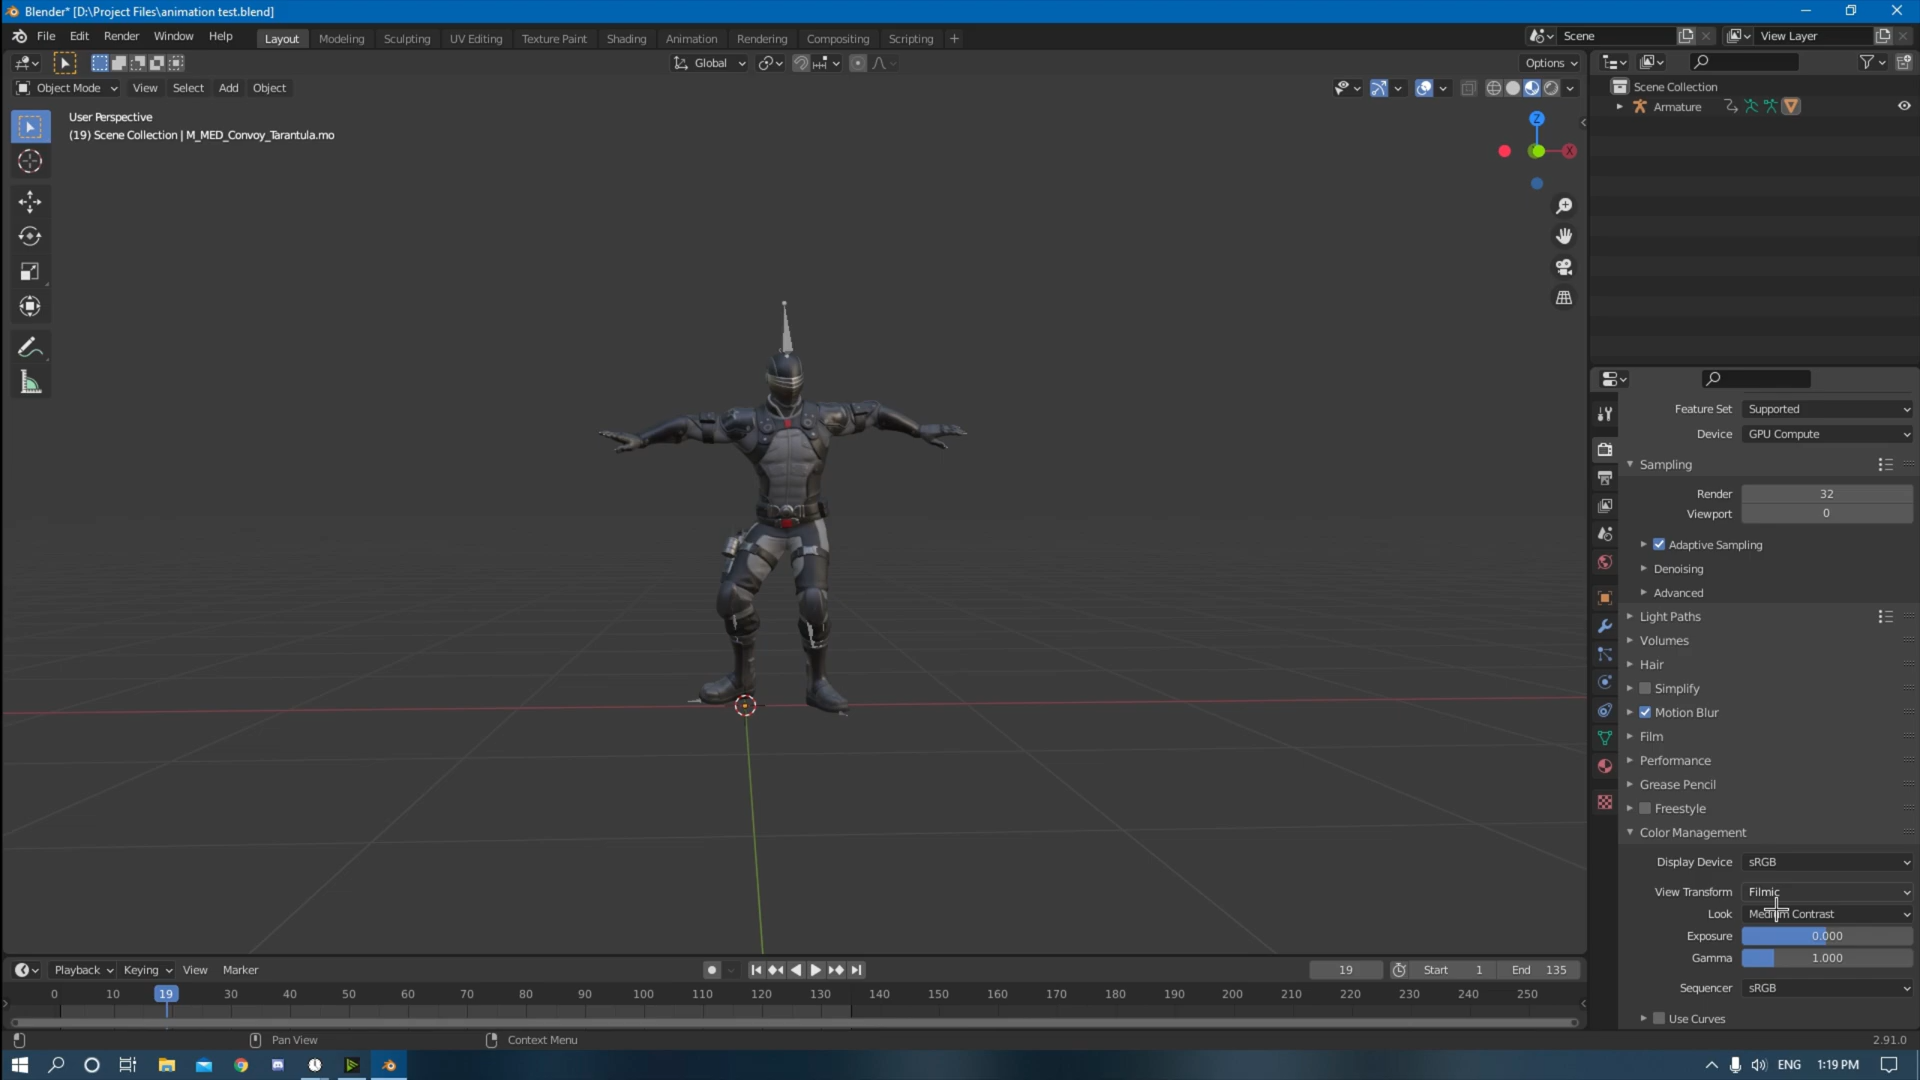 Blender* [D:\Project Files\animation test.blend]
File Edit Render Window Help Layout Modeling Sculpting UV Editing Texture Paint Shading Animation Rendering Compositing Scripting + Scene View Layer
Global Options
Object Mode View Select Add Object
User Perspective
(19) Scene Collection | M_MED_Convoy_Tarantula.mo
Z
X
Scene Collection
Armature
Feature Set Supported
Device GPU Compute
Sampling
Render 32
Viewport 0
Adaptive Sampling
Denoising
Advanced
Light Paths
Volumes
Hair
Simplify
Motion Blur
Film
Performance
Grease Pencil
Freestyle
Color Management
Display Device sRGB
View Transform Filmic
Look Medium Contrast
Exposure 0.000
Gamma 1.000
Sequencer sRGB
Use Curves
Playback Keying View Marker 19 Start 1 End 135
0 10 19 30 40 50 60 70 80 90 100 110 120 130 140 150 160 170 180 190 200 210 220 230 240 250
Pan View Context Menu 2.91.0
ENG 1:19 PM